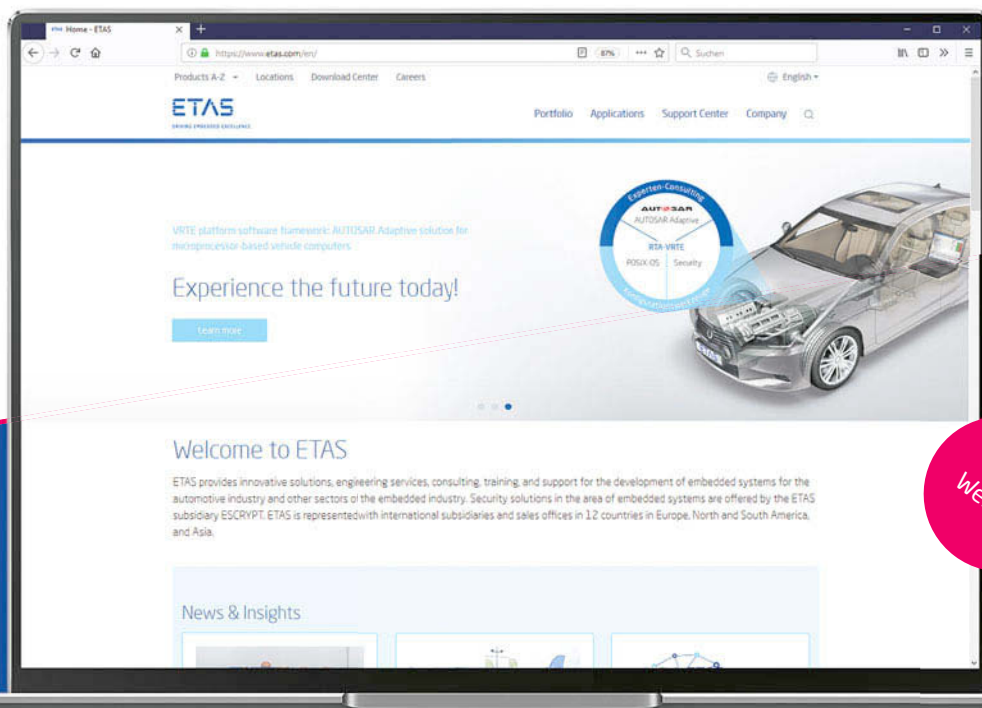 Home - ETAS
https://www.etas.com/en/
87%
Suchen
Products A-Z
Locations
Download Center
Careers
English
ETAS
DRIVING EMBEDDED EXCELLENCE
Portfolio
Applications
Support Center
Company
Experten-Consulting
AUTOSAR
AUTOSAR Adaptive
RTA-VRTE
POSIX-OS
Security
Konfigurationswerkzeuge
VRTE platform software framework: AUTOSAR Adaptive solution for
microprocessor-based vehicle computers
Experience the future today!
Learn more
ETAS
Welcome to ETAS
ETAS provides innovative solutions, engineering services, consulting, training, and support for the development of embedded systems for the
automotive industry and other sectors of the embedded industry. Security solutions in the area of embedded systems are offered by the ETAS
subsidiary ESCRYPT. ETAS is representedwith international subsidiaries and sales offices in 12 countries in Europe, North and South America,
and Asia.
We
News & Insights